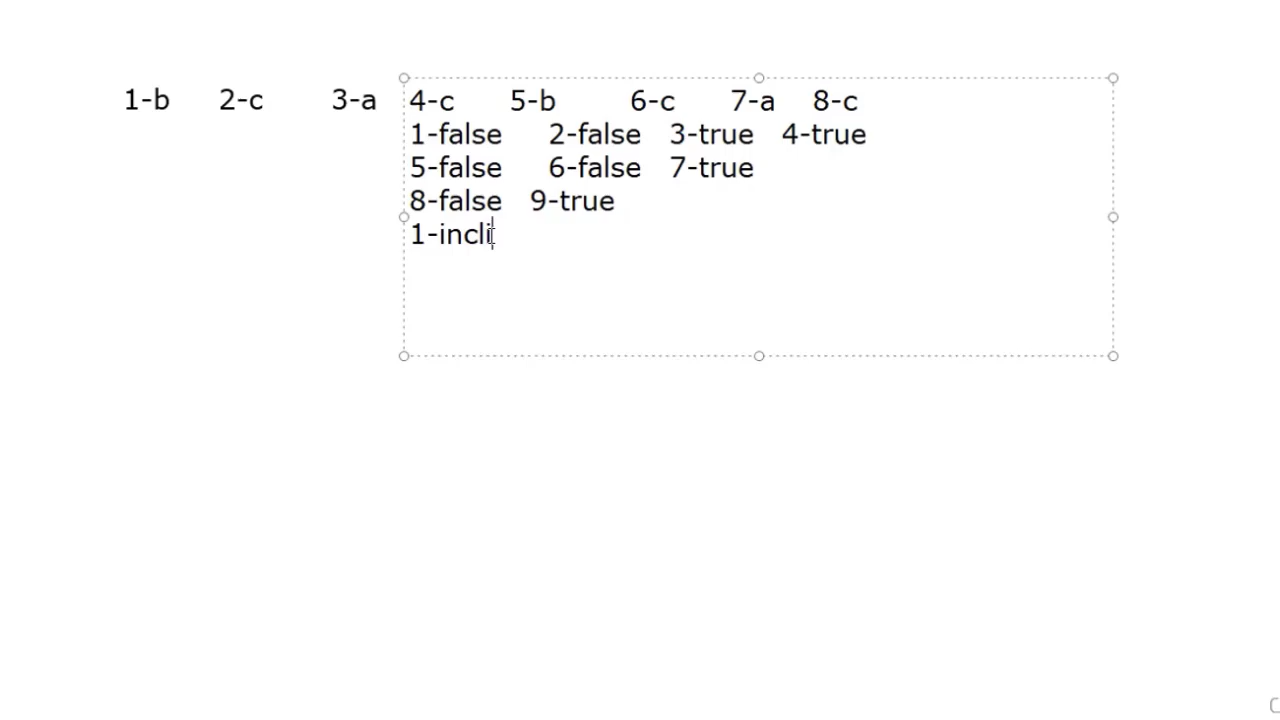 1-b 2-c 3-a 4-c 5-b 6-c 7-a 8-c
1-false 2-false 3-true 4-true
5-false 6-false 7-true
8-false 9-true
1-incli